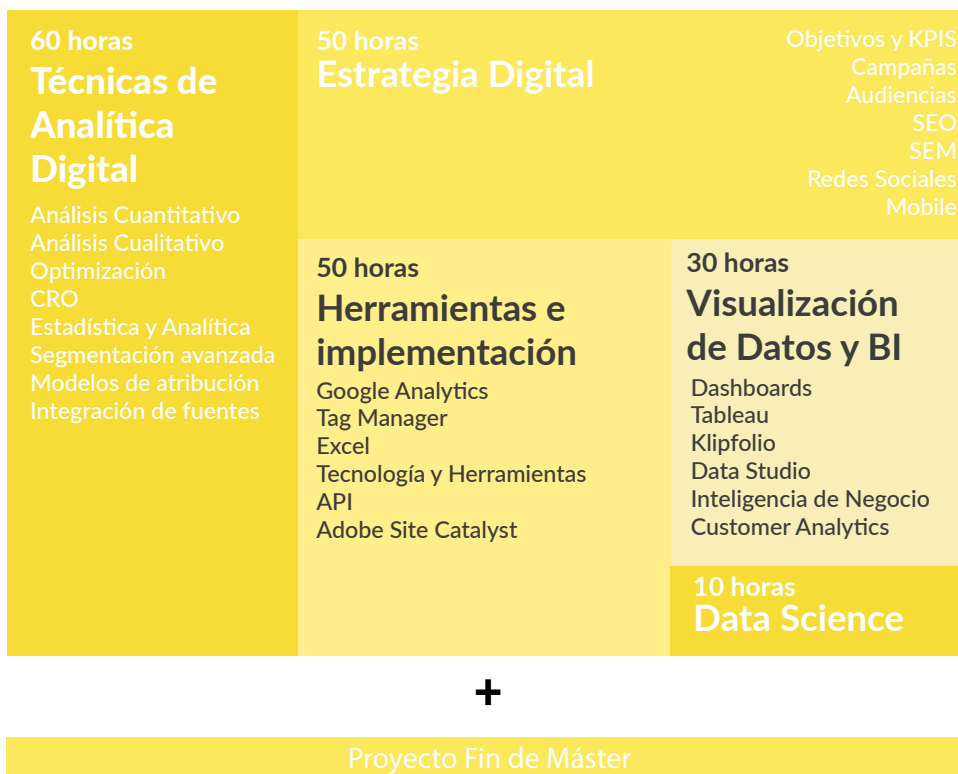 60 horas
Técnicas de
Analítica
Digital
Análisis Cuantitativo
Análisis Cualitativo
Optimización
CRO
Estadística y Analítica
Segmentación avanzada
Modelos de atribución
Integración de fuentes
50 horas
Estrategia Digital
Objetivos y KPIS
Campañas
Audiencias
SEO
SEM
Redes Sociales
Mobile
50 horas
Herramientas e
implementación
Google Analytics
Tag Manager
Excel
Tecnología y Herramientas
API
Adobe Site Catalyst
30 horas
Visualización
de Datos y BI
Dashboards
Tableau
Klipfolio
Data Studio
Inteligencia de Negocio
Customer Analytics
10 horas
Data Science
+
Proyecto Fin de Máster